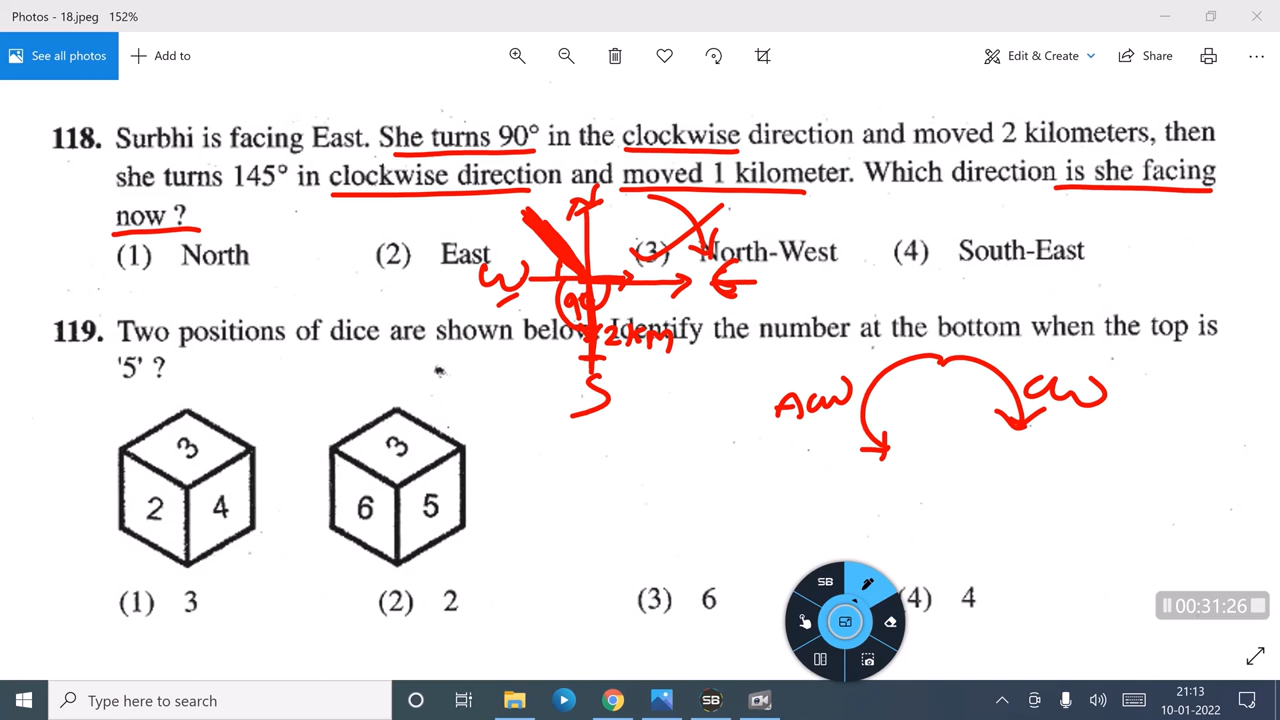 Photos - 18.jpeg 152%
See all photos
Add to
Edit & Create
Share
118. Surbhi is facing East. She turns 90° in the clockwise direction and moved 2 kilometers, then
she turns 145° in clockwise direction and moved 1 kilometer. Which direction is she facing
now ?
N
(1) North (2) East (3) North-West (4) South-East
W
E
90
119. Two positions of dice are shown below. Identify the number at the bottom when the top is
2KM
'5' ?
S
ACW
CW
3
2 4
3
6 5
SB
(1) 3 (2) 2 (3) 6 (4) 4
00:31:26
Type here to search
SB
21:13
10-01-2022